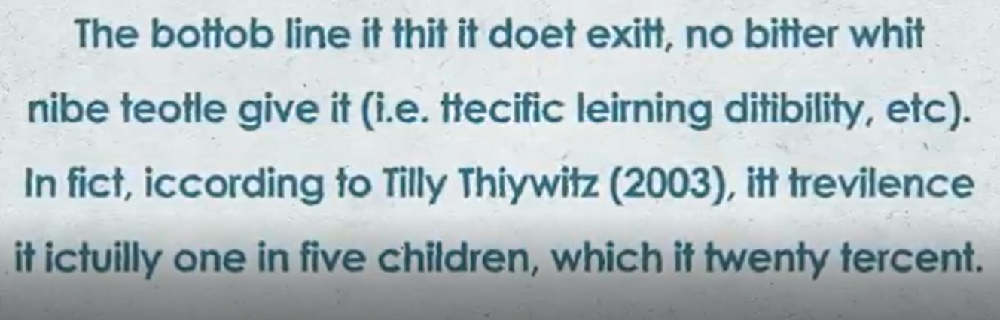 The bottob line it thit it doet exitt, no bitter whit
nibe teotle give it (i.e. ttecific leirning ditibility, etc).
In fict, iccording to Tilly Thiywitz (2003), itt trevilence
it ictuilly one in five children, which it twenty tercent.